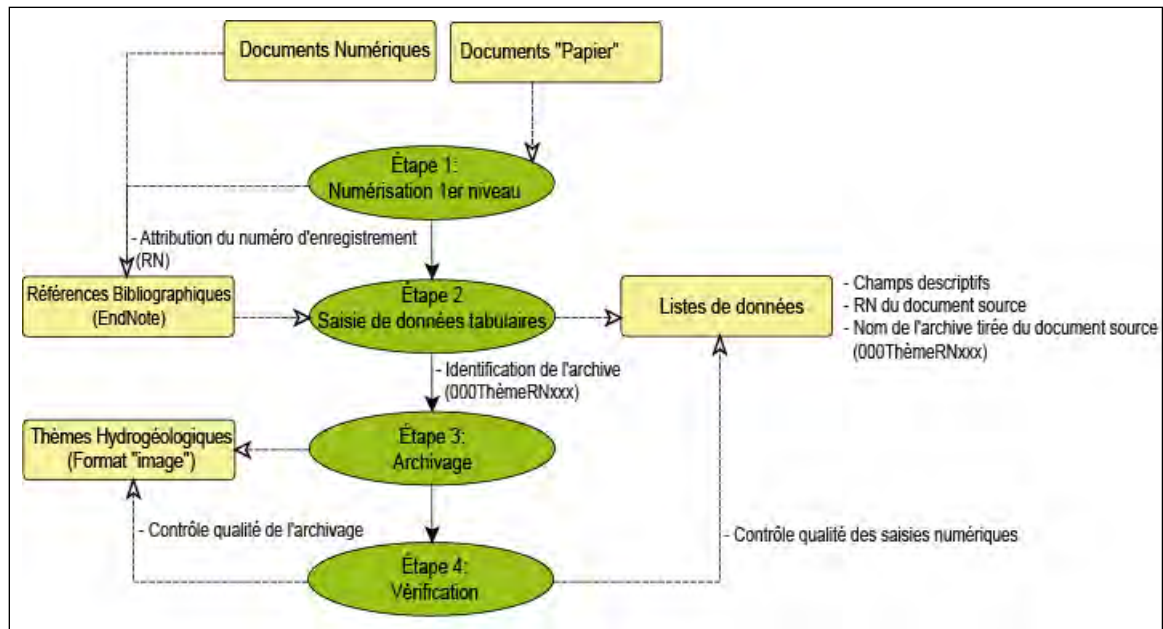 Documents Numériques
Documents "Papier"
Étape 1:
Numérisation 1er niveau
- Attribution du numéro d'enregistrement
(RN)
Références Bibliographiques
(EndNote)
Étape 2
Saisie de données tabulaires
Listes de données
- Champs descriptifs
- RN du document source
- Nom de l'archive tirée du document source
(000ThèmeRNxxx)
- Identification de l'archive
(000ThèmeRNxxx)
Thèmes Hydrogéologiques
(Format "image")
Étape 3:
Archivage
- Contrôle qualité de l'archivage
- Contrôle qualité des saisies numériques
Étape 4:
Vérification